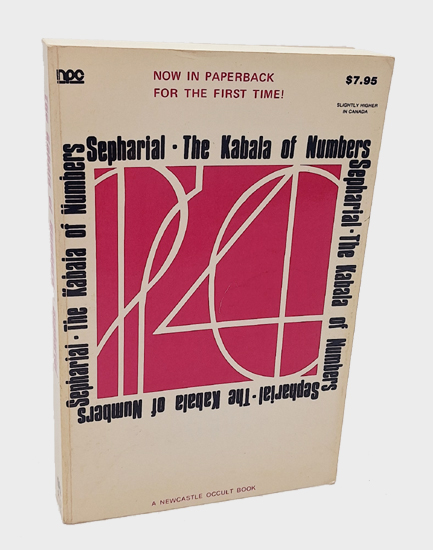 npc
NOW IN PAPERBACK
FOR THE FIRST TIME!
$7.95
SLIGHTLY HIGHER
IN CANADA
Sepharial · The Kabala of Numbers
Sepharial · The Kabala of Numbers
Sepharial · The Kabala of Numbers
Sepharial · The Kabala of Numbers
A NEWCASTLE OCCULT BOOK